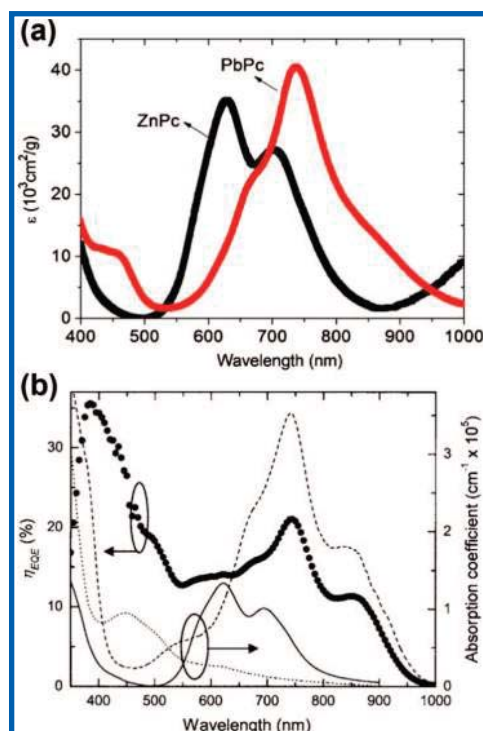 (a)
PbPc
ZnPc
ε (10³cm²/g)
40
30
20
10
0
400 500 600 700 800 900 1000
Wavelength (nm)
(b)
η_EQE (%)
30
20
10
0
3
2
1
0
Absorption coefficient (cm⁻¹ x 10⁵)
350 400 500 600 700 800 900 1000
Wavelength (nm)